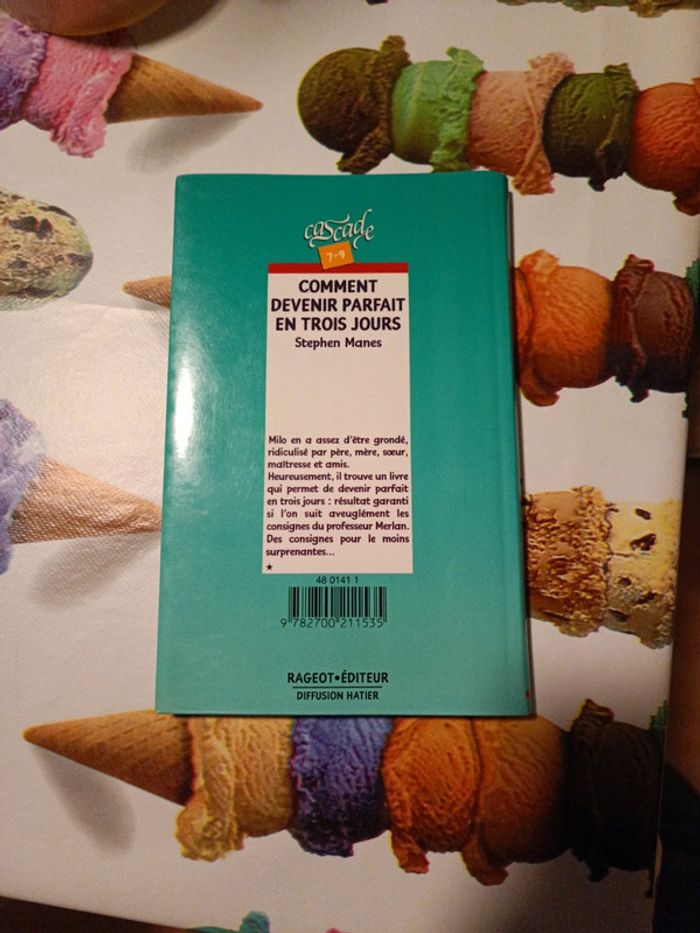 cascade
7-9
COMMENT
DEVENIR PARFAIT
EN TROIS JOURS
Stephen Manes
Milo en a assez d'être grondé,
ridiculisé par père, mère, sœur,
maîtresse et amis.
Heureusement, il trouve un livre
qui permet de devenir parfait
en trois jours : résultat garanti
si l'on suit aveuglément les
consignes du professeur Merlan.
Des consignes pour le moins
surprenantes...
★
48 0141 1
9 782700 211535
RAGEOT•ÉDITEUR
DIFFUSION HATIER